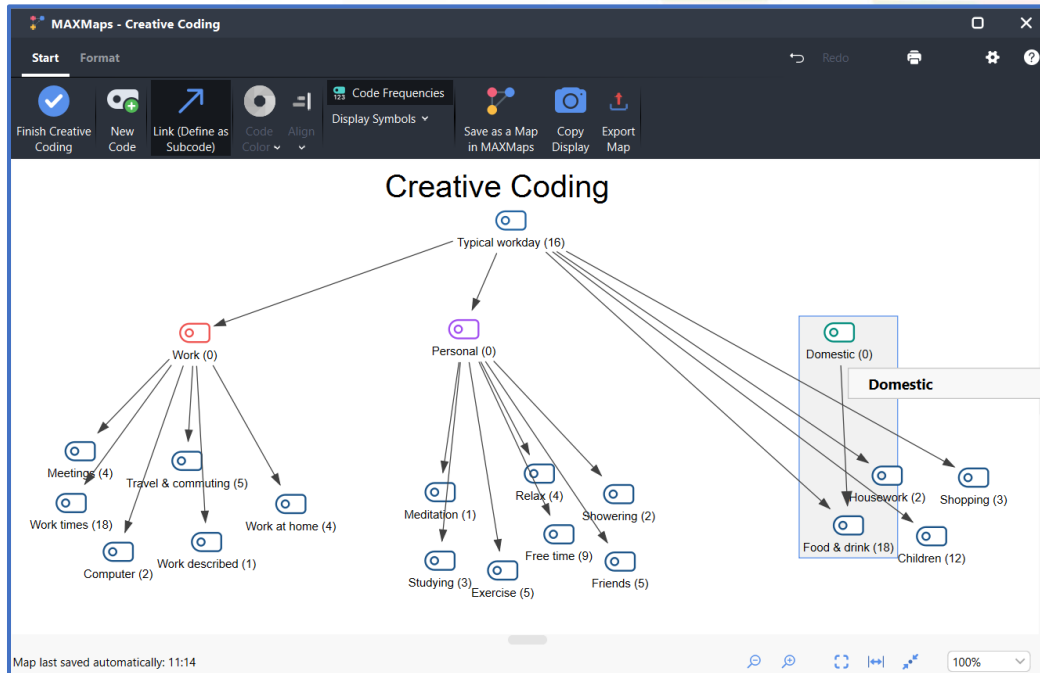 MAXMaps - Creative Coding
Start Format Redo
123 Code Frequencies
Display Symbols
Finish Creative Coding
New Code
Link (Define as Subcode)
Code Color
Align
Save as a Map in MAXMaps
Copy Display
Export Map
Creative Coding
Typical workday (16)
Work (0)
Personal (0)
Domestic (0)
Domestic
Meetings (4)
Travel & commuting (5)
Work times (18)
Work at home (4)
Computer (2)
Work described (1)
Meditation (1)
Relax (4)
Showering (2)
Free time (9)
Studying (3)
Exercise (5)
Friends (5)
Housework (2)
Shopping (3)
Food & drink (18)
Children (12)
Map last saved automatically: 11:14
100%